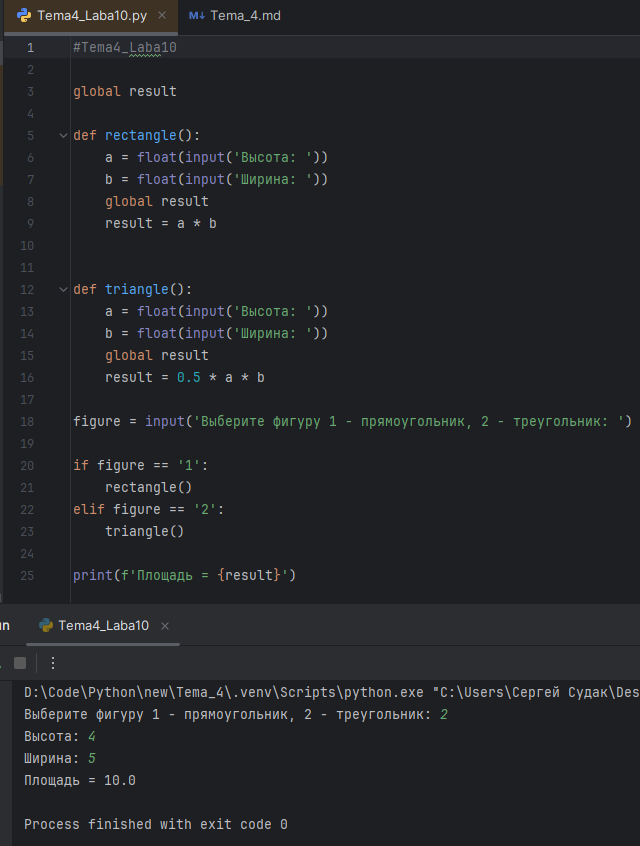 Tema4_Laba10.py × M↓ Tema_4.md
1 #Tema4_Laba10
2
3 global result
4
5 def rectangle():
6 a = float(input('Высота: '))
7 b = float(input('Ширина: '))
8 global result
9 result = a * b
10
11
12 def triangle():
13 a = float(input('Высота: '))
14 b = float(input('Ширина: '))
15 global result
16 result = 0.5 * a * b
17
18 figure = input('Выберите фигуру 1 - прямоугольник, 2 - треугольник: ')
19
20 if figure == '1':
21 rectangle()
22 elif figure == '2':
23 triangle()
24
25 print(f'Площадь = {result}')
un Tema4_Laba10 ×
D:\Code\Python\new\Tema_4\.venv\Scripts\python.exe "C:\Users\Сергей Судак\Des
Выберите фигуру 1 - прямоугольник, 2 - треугольник: 2
Высота: 4
Ширина: 5
Площадь = 10.0
Process finished with exit code 0